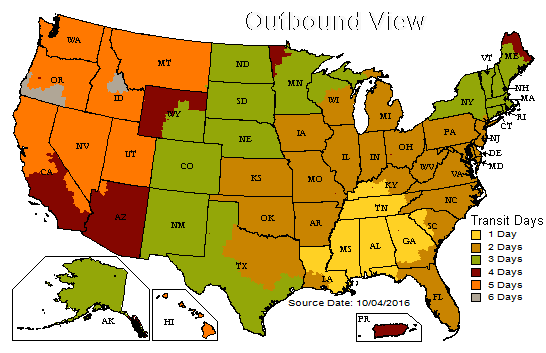 Outbound View
WA
MT
ND
MN
ME
VT
NH
MA
RI
CT
NY
OR
ID
SD
WI
MI
WY
NE
IA
PA
NJ
DE
MD
NV
UT
CO
IL
IN
OH
WV
VA
CA
KS
MO
KY
NC
AZ
NM
OK
AR
TN
SC
TX
LA
MS
AL
GA
FL
AK
HI
PR
Transit Days
1 Day
2 Days
3 Days
4 Days
5 Days
6 Days
Source Date: 10/04/2016